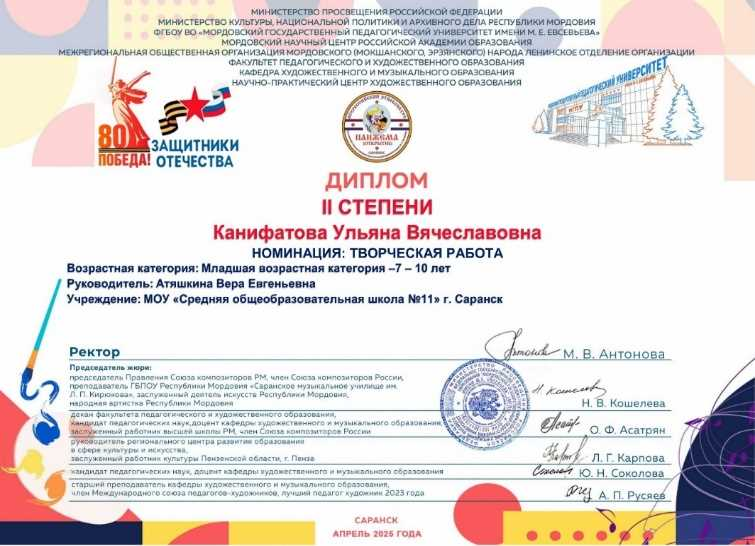 МИНИСТЕРСТВО ПРОСВЕЩЕНИЯ РОССИЙСКОЙ ФЕДЕРАЦИИ
МИНИСТЕРСТВО КУЛЬТУРЫ, НАЦИОНАЛЬНОЙ ПОЛИТИКИ И АРХИВНОГО ДЕЛА РЕСПУБЛИКИ МОРДОВИЯ
ФГБОУ ВО «МОРДОВСКИЙ ГОСУДАРСТВЕННЫЙ ПЕДАГОГИЧЕСКИЙ УНИВЕРСИТЕТ ИМЕНИ М. Е. ЕВСЕВЬЕВА»
МОРДОВСКИЙ НАУЧНЫЙ ЦЕНТР РОССИЙСКОЙ АКАДЕМИИ ОБРАЗОВАНИЯ
МЕЖРЕГИОНАЛЬНАЯ ОБЩЕСТВЕННАЯ ОРГАНИЗАЦИЯ МОРДОВСКОГО (МОКШАНСКОГО, ЭРЗЯНСКОГО) НАРОДА ЛЕНИНСКОЕ ОТДЕЛЕНИЕ ОРГАНИЗАЦИИ
ФАКУЛЬТЕТ ПЕДАГОГИЧЕСКОГО И ХУДОЖЕСТВЕННОГО ОБРАЗОВАНИЯ
КАФЕДРА ХУДОЖЕСТВЕННОГО И МУЗЫКАЛЬНОГО ОБРАЗОВАНИЯ
НАУЧНО-ПРАКТИЧЕСКИЙ ЦЕНТР ХУДОЖЕСТВЕННОГО ОБРАЗОВАНИЯ
80
ПОБЕДА!
ЗАЩИТНИКИ
ОТЕЧЕСТВА
ПАНЖЕМА
ОТКРЫТИЕ
САРАНСК
ПЕДАГОГИЧЕСКИЙ УНИВЕРСИТЕТ
ДИПЛОМ
II СТЕПЕНИ
Канифатова Ульяна Вячеславовна
НОМИНАЦИЯ: ТВОРЧЕСКАЯ РАБОТА
Возрастная категория: Младшая возрастная категория –7 – 10 лет
Руководитель: Атяшкина Вера Евгеньевна
Учреждение: МОУ «Средняя общеобразовательная школа №11» г. Саранск
Ректор
М. В. Антонова
Председатель жюри:
председатель Правления Союза композиторов РМ, член Союза композиторов России,
преподаватель ГБПОУ Республики Мордовия «Саранское музыкальное училище им.
Л. П. Кирюкова», заслуженный деятель искусств Республики Мордовия,
народная артистка Республики Мордовия
Н. В. Кошелева
декан факультета педагогического и художественного образования,
кандидат педагогических наук,доцент кафедры художественного и музыкального образования,
заслуженный работник высшей школы РМ, член Союза композиторов России
О. Ф. Асатрян
руководитель регионального центра развития образования
в сфере культуры и искусства,
заслуженный работник культуры Пензенской области, г. Пенза
Л. Г. Карпова
кандидат педагогических наук, доцент кафедры художественного и музыкального образования
Ю. Н. Соколова
старший преподаватель кафедры художественного и музыкального образования,
член Международного союза педагогов-художников, лучший педагог художник 2023 года
А. П. Русяев
САРАНСК
АПРЕЛЬ 2025 ГОДА